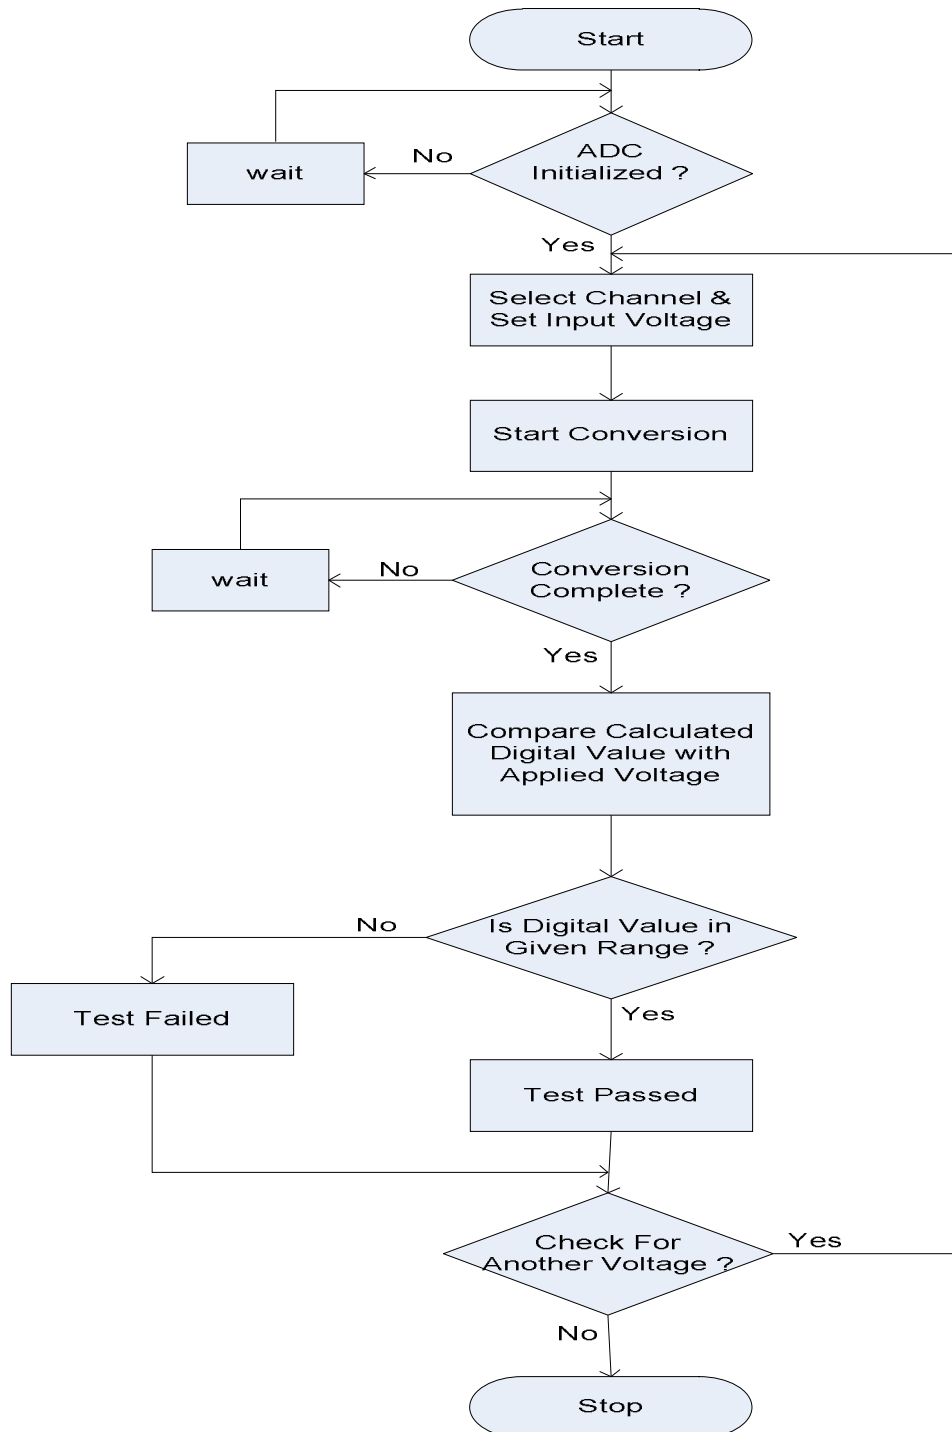 Start
ADC
Initialized ?
No
wait
Yes
Select Channel &
Set Input Voltage
Start Conversion
Conversion
Complete ?
No
wait
Yes
Compare Calculated
Digital Value with
Applied Voltage
Is Digital Value in
Given Range ?
No
Test Failed
Yes
Test Passed
Check For
Another Voltage ?
Yes
No
Stop